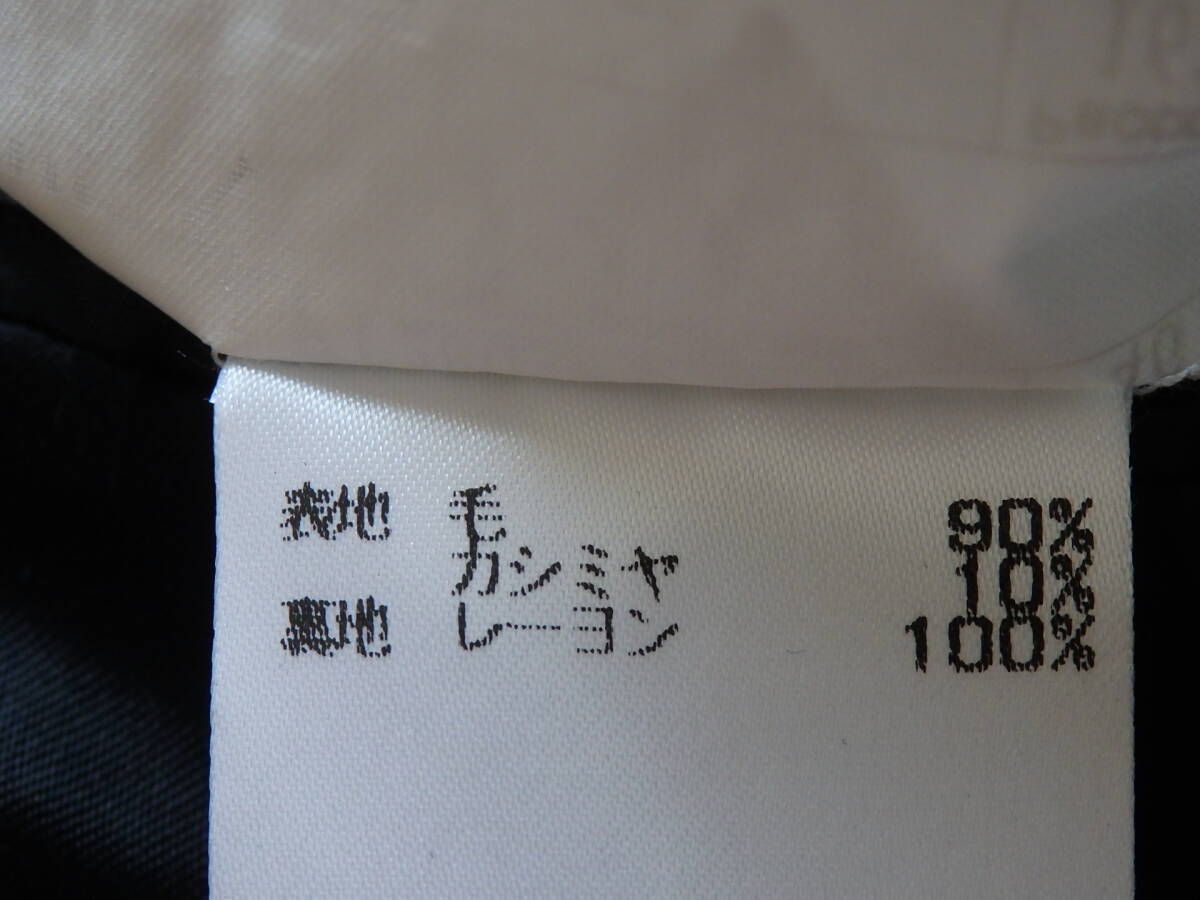 表地 毛 90%
カシミヤ 10%
裏地 レーヨン 100%